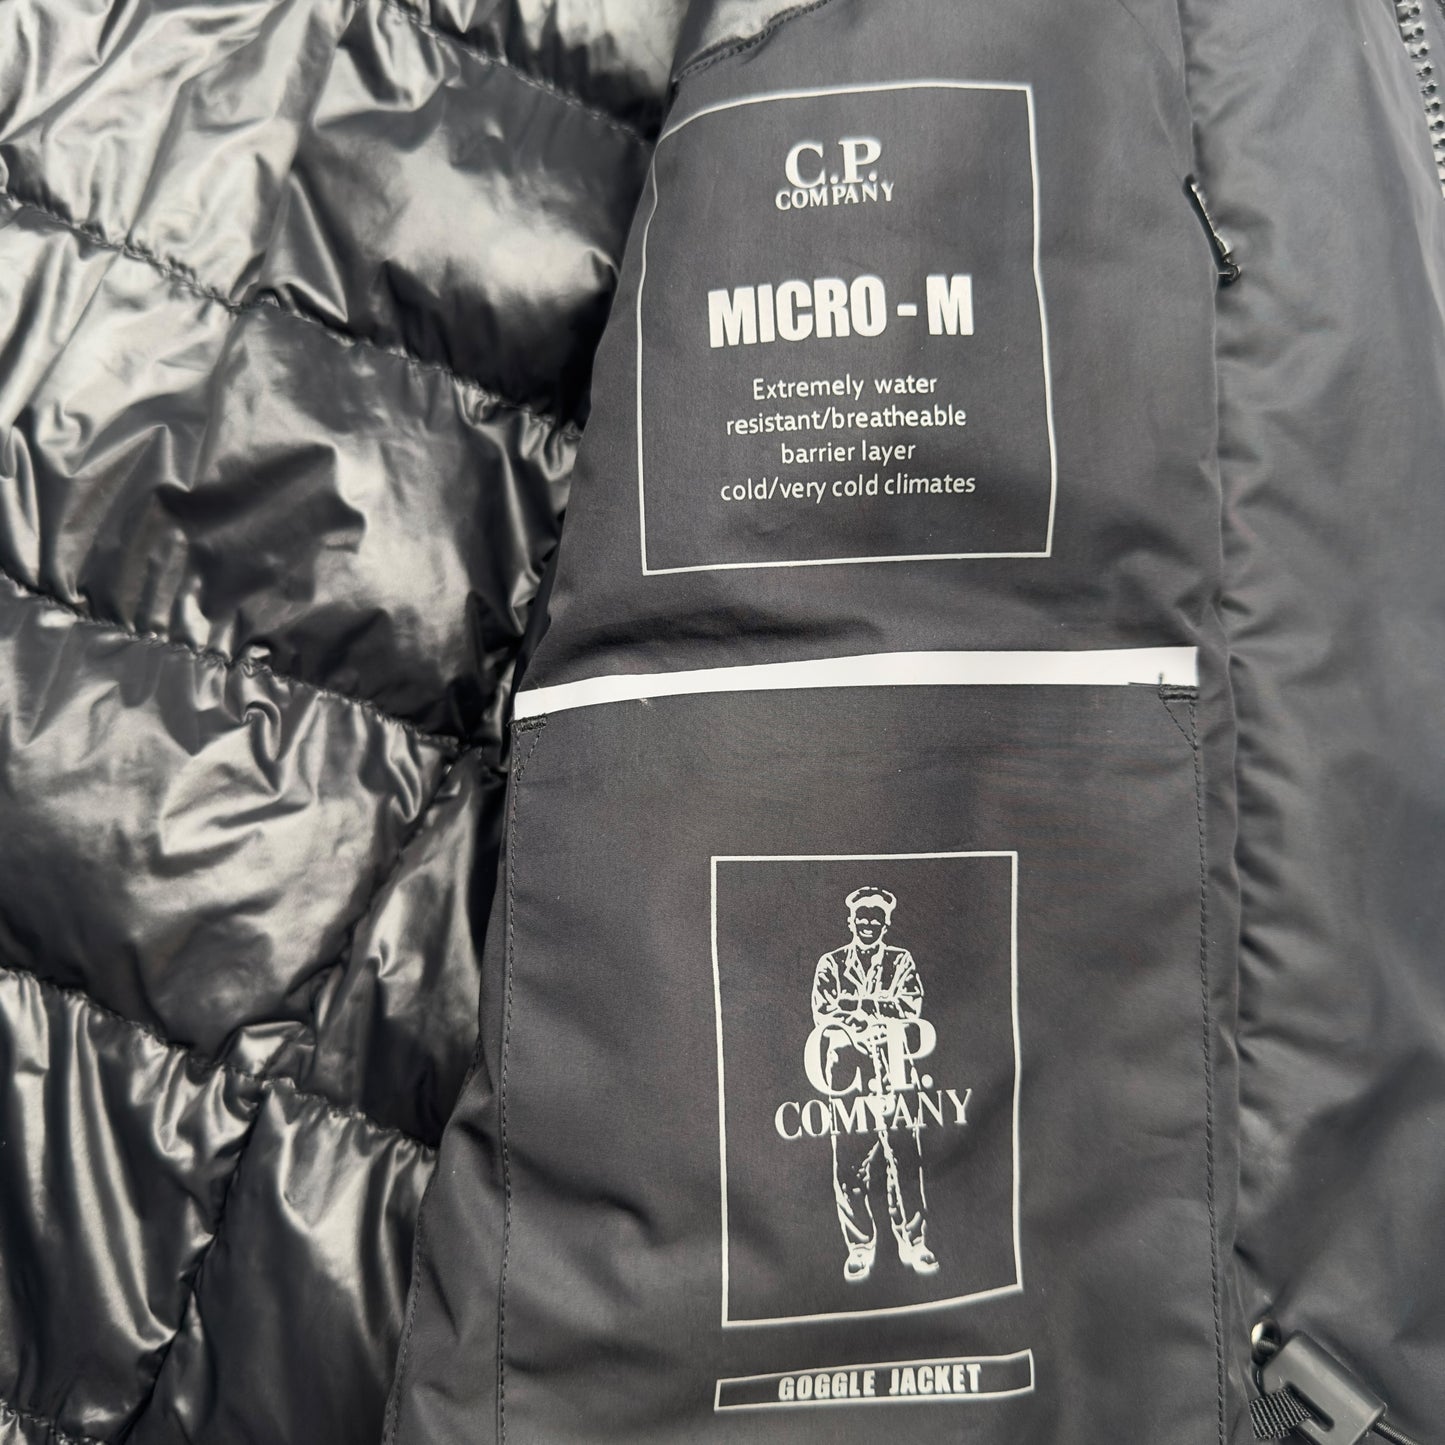 C.P.
COMPANY
MICRO - M
Extremely water
resistant/breatheable
barrier layer
cold/very cold climates
C.P.
COMPANY
GOGGLE JACKET